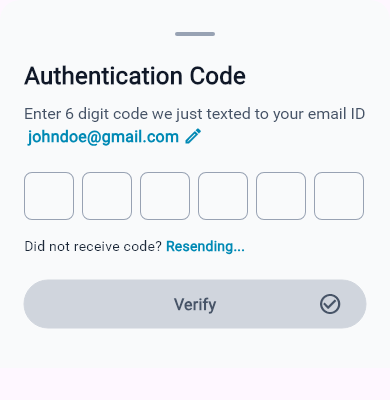 Authentication Code
Enter 6 digit code we just texted to your email ID
johndoe@gmail.com
Did not receive code? Resending...
Verify